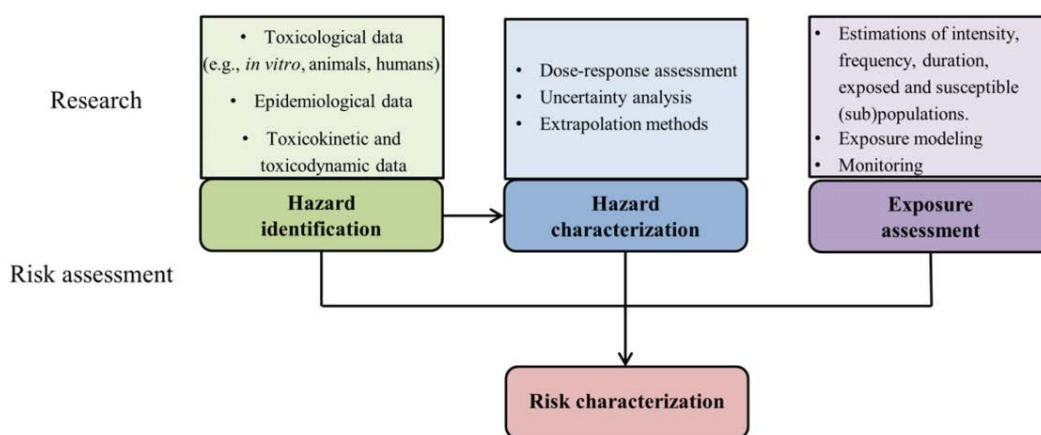 Research
• Toxicological data
(e.g., in vitro, animals, humans)
• Epidemiological data
• Toxicokinetic and
toxicodynamic data
• Dose-response assessment
• Uncertainty analysis
• Extrapolation methods
• Estimations of intensity,
frequency, duration,
exposed and susceptible
(sub)populations.
• Exposure modeling
• Monitoring
Hazard
identification
Hazard
characterization
Exposure
assessment
Risk assessment
Risk characterization